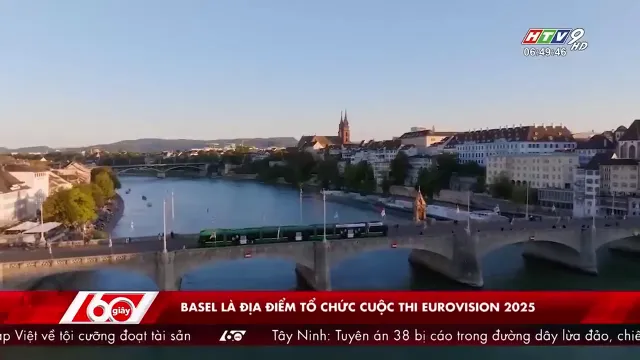 HTV9 HD
06:49:46
60 giây
BASEL LÀ ĐỊA ĐIỂM TỔ CHỨC CUỘC THI EUROVISION 2025
ap Việt về tội cưỡng đoạt tài sản 60 giây Tây Ninh: Tuyên án 38 bị cáo trong đường dây lừa đảo, chiế